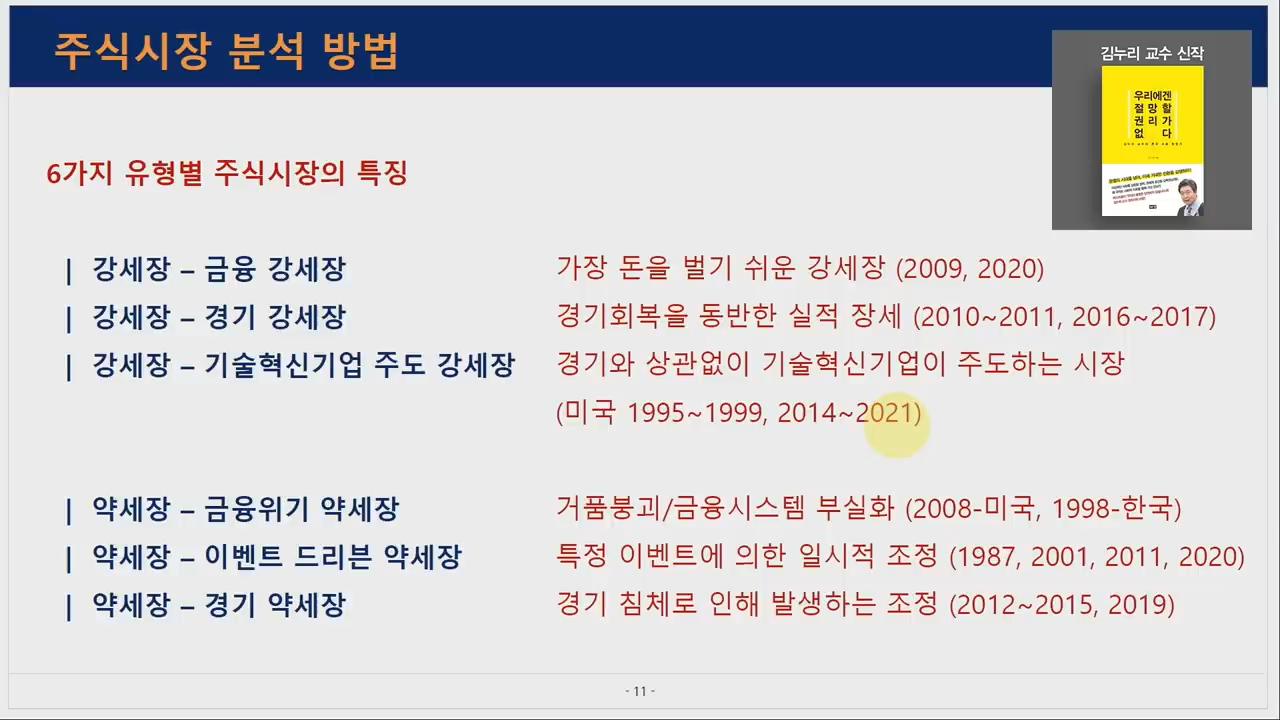 주식시장 분석 방법
김누리 교수 신작
우리에겐
절망할
권리가
없다
6가지 유형별 주식시장의 특징
| 강세장 – 금융 강세장 가장 돈을 벌기 쉬운 강세장 (2009, 2020)
| 강세장 – 경기 강세장 경기회복을 동반한 실적 장세 (2010~2011, 2016~2017)
| 강세장 – 기술혁신기업 주도 강세장 경기와 상관없이 기술혁신기업이 주도하는 시장
(미국 1995~1999, 2014~2021)
| 약세장 – 금융위기 약세장 거품붕괴/금융시스템 부실화 (2008-미국, 1998-한국)
| 약세장 – 이벤트 드리븐 약세장 특정 이벤트에 의한 일시적 조정 (1987, 2001, 2011, 2020)
| 약세장 – 경기 약세장 경기 침체로 인해 발생하는 조정 (2012~2015, 2019)
- 11 -